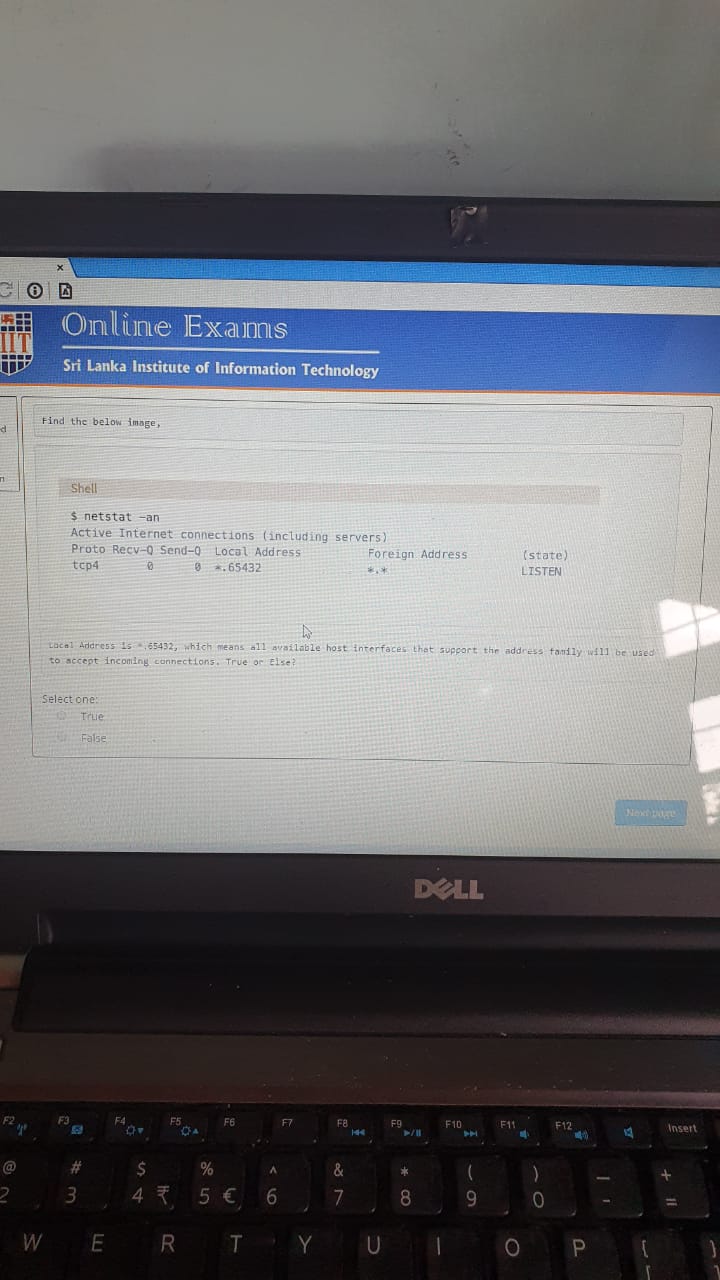 x
IIT
Online Exams
Sri Lanka Institute of Information Technology
d
n
Find the below image,
Shell
$ netstat -an
Active Internet connections (including servers)
Proto Recv-Q Send-Q Local Address Foreign Address (state)
tcp4 0 0 *.65432 *.* LISTEN
Local Address is *.65432, which means all available host interfaces that support the address family will be used
to accept incoming connections. True or Else?
Select one:
True
False
Next page
DELL
F2 F3 F4 F5 F6 F7 F8 F9 F10 F11 F12 Insert
@ # $ % ^ & * ( ) — +
2 3 4 ₹ 5 € 6 7 8 9 0 - =
W E R T Y U I O P { }
[